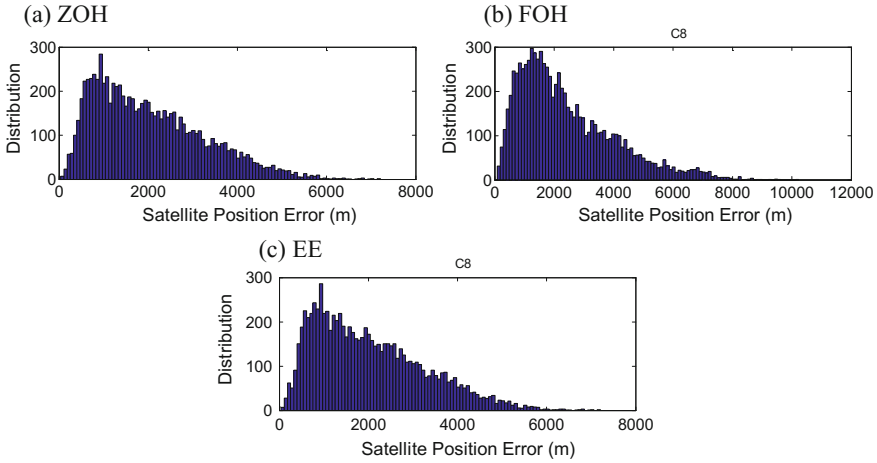 (a) ZOH
300
200
100
0
0 2000 4000 6000 8000
Distribution
Satellite Position Error (m)
(b) FOH
C8
300
200
100
0
0 2000 4000 6000 8000 10000 12000
Distribution
Satellite Position Error (m)
(c) EE
C8
300
200
100
0
0 2000 4000 6000 8000
Distribution
Satellite Position Error (m)